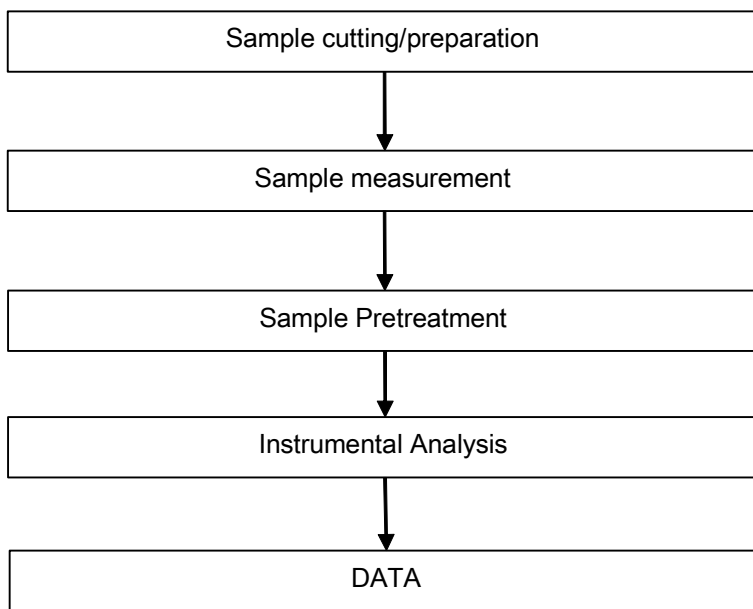 Sample cutting/preparation
Sample measurement
Sample Pretreatment
Instrumental Analysis
DATA